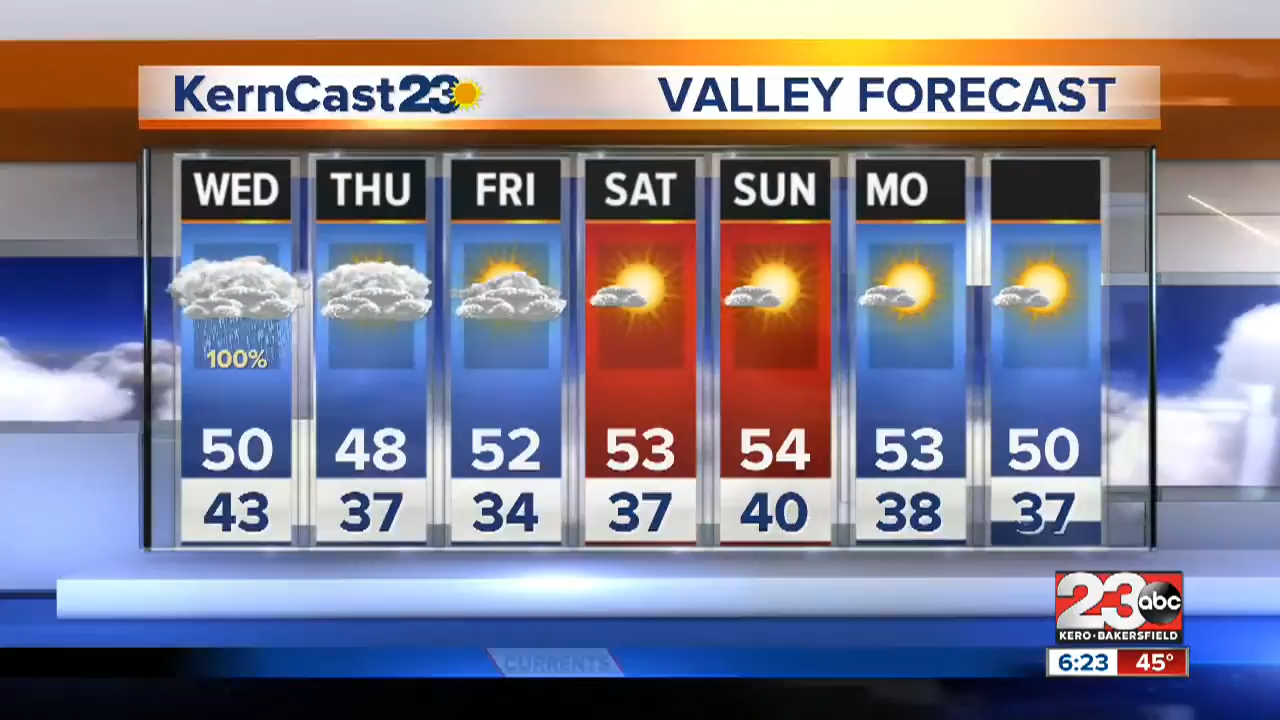 KernCast23
VALLEY FORECAST
WED THU FRI SAT SUN MO
100%
50 48 52 53 54 53 50
43 37 34 37 40 38 37
23 abc
KERO·BAKERSFIELD
6:23 45°
CURRENTS